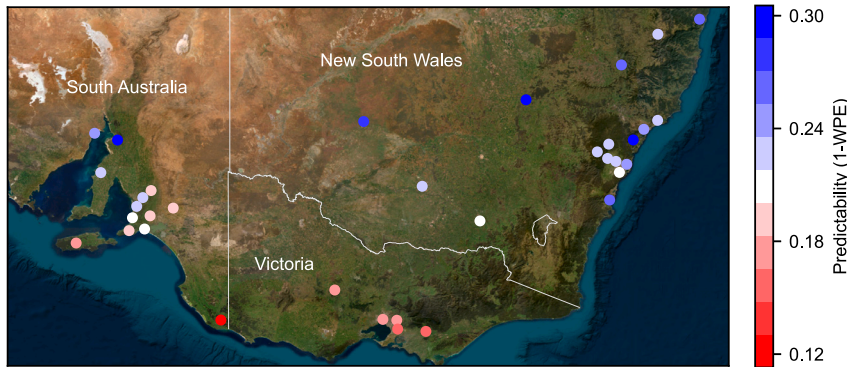 New South Wales
South Australia
Victoria
0.30
0.24
0.18
0.12
Predictability (1-WPE)